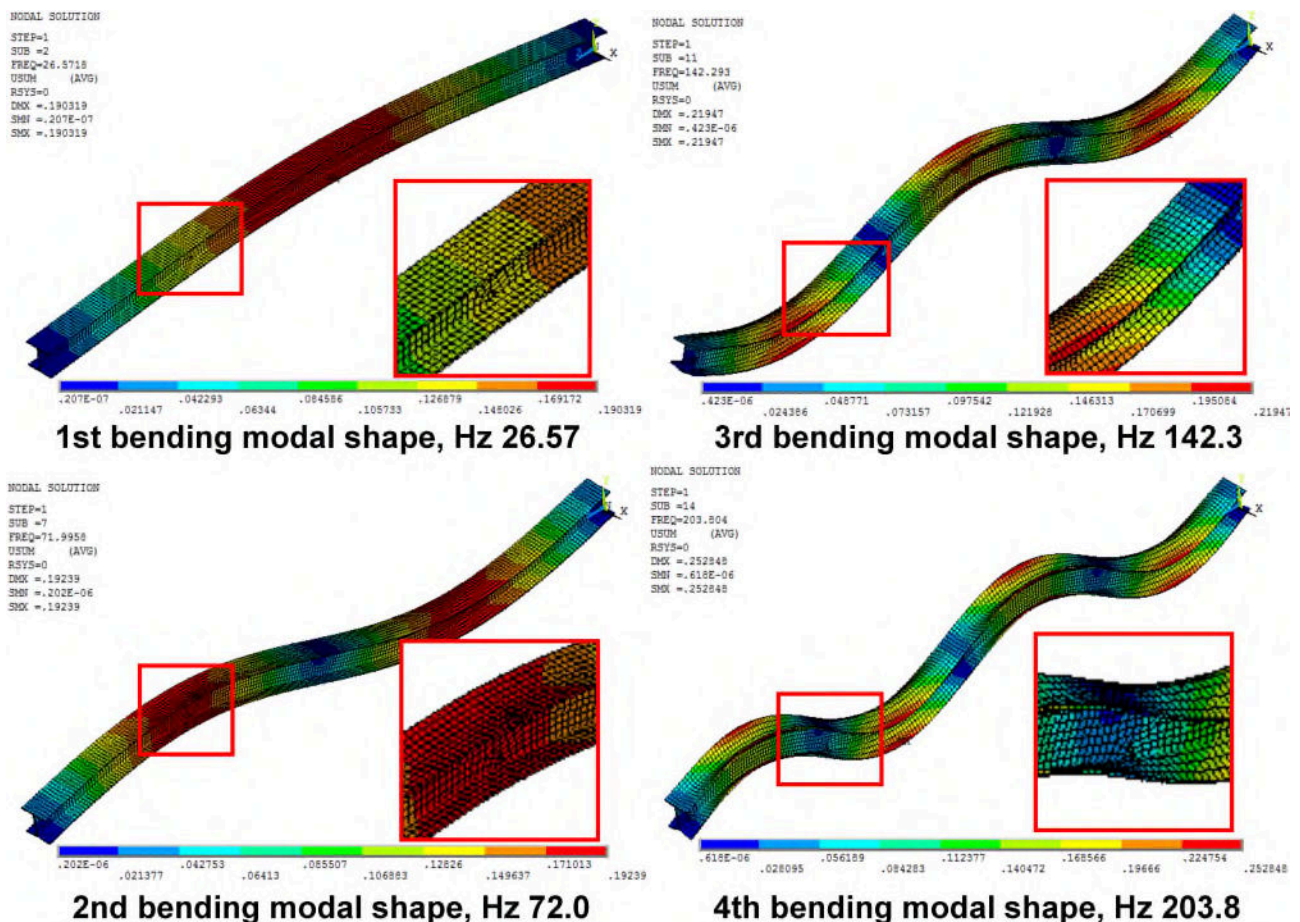 NODAL SOLUTION
STEP=1
SUB =2
FREQ=26.5718
USUM (AVG)
RSYS=0
DMX =.190319
SMN =.207E-07
SMX =.190319
X
.207E-07 .042293 .084586 .126879 .169172
.021147 .06344 .105733 .148026 .190319
1st bending modal shape, Hz 26.57
NODAL SOLUTION
STEP=1
SUB =11
FREQ=142.293
USUM (AVG)
RSYS=0
DMX =.21947
SMN =.423E-06
SMX =.21947
X
.423E-06 .048771 .097542 .146313 .195084
.024386 .073157 .121928 .170699 .21947
3rd bending modal shape, Hz 142.3
NODAL SOLUTION
STEP=1
SUB =7
FREQ=71.9958
USUM (AVG)
RSYS=0
DMX =.19239
SMN =.202E-06
SMX =.19239
X
.202E-06 .042753 .085507 .12826 .171013
.021377 .06413 .106883 .149637 .19239
2nd bending modal shape, Hz 72.0
NODAL SOLUTION
STEP=1
SUB =14
FREQ=203.804
USUM (AVG)
RSYS=0
DMX =.252848
SMN =.618E-06
SMX =.252848
X
.618E-06 .056189 .112377 .168566 .224754
.028095 .084283 .140472 .19666 .252848
4th bending modal shape, Hz 203.8